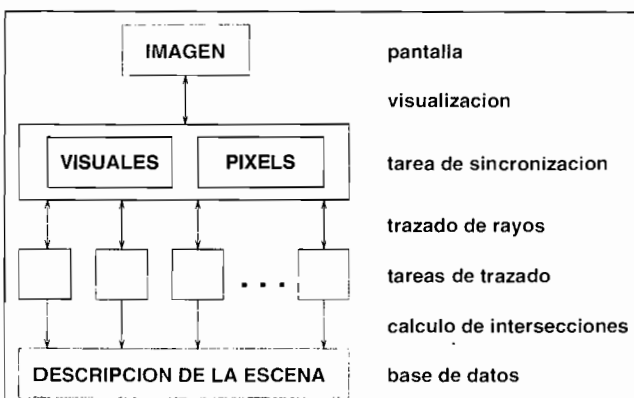 IMAGEN pantalla
visualizacion
VISUALES PIXELS tarea de sincronizacion
trazado de rayos
. . . tareas de trazado
calculo de intersecciones
DESCRIPCION DE LA ESCENA base de datos